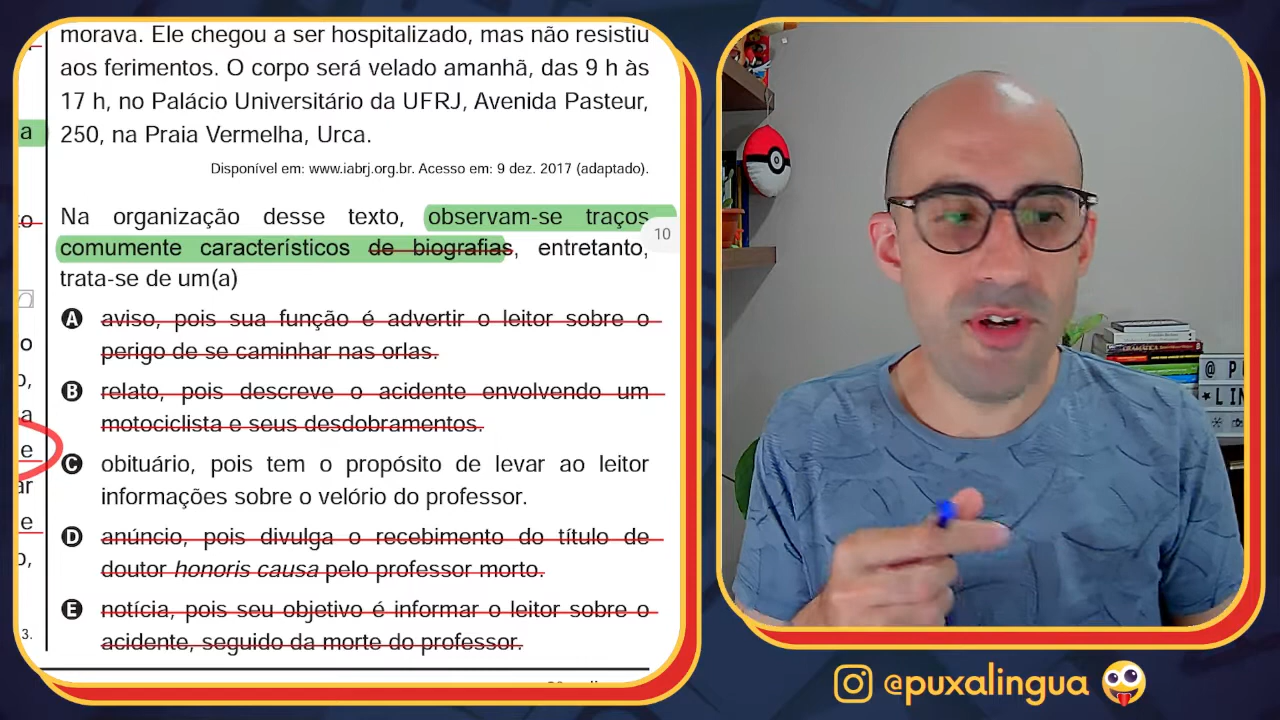 morava. Ele chegou a ser hospitalizado, mas não resistiu
aos ferimentos. O corpo será velado amanhã, das 9 h às
17 h, no Palácio Universitário da UFRJ, Avenida Pasteur,
250, na Praia Vermelha, Urca.
Disponível em: www.iabrj.org.br. Acesso em: 9 dez. 2017 (adaptado).
Na organização desse texto, observam-se traços
comumente característicos de biografias, entretanto,
trata-se de um(a)
A aviso, pois sua função é advertir o leitor sobre o
perigo de se caminhar nas orlas.
B relato, pois descreve o acidente envolvendo um
motociclista e seus desdobramentos.
C obituário, pois tem o propósito de levar ao leitor
informações sobre o velório do professor.
D anúncio, pois divulga o recebimento do título de
doutor honoris causa pelo professor morto.
E notícia, pois seu objetivo é informar o leitor sobre o
acidente, seguido da morte do professor.
10
a
o
a
e
ar
e
3.
GRAMÁTICA
@ P
LIN
@puxalingua